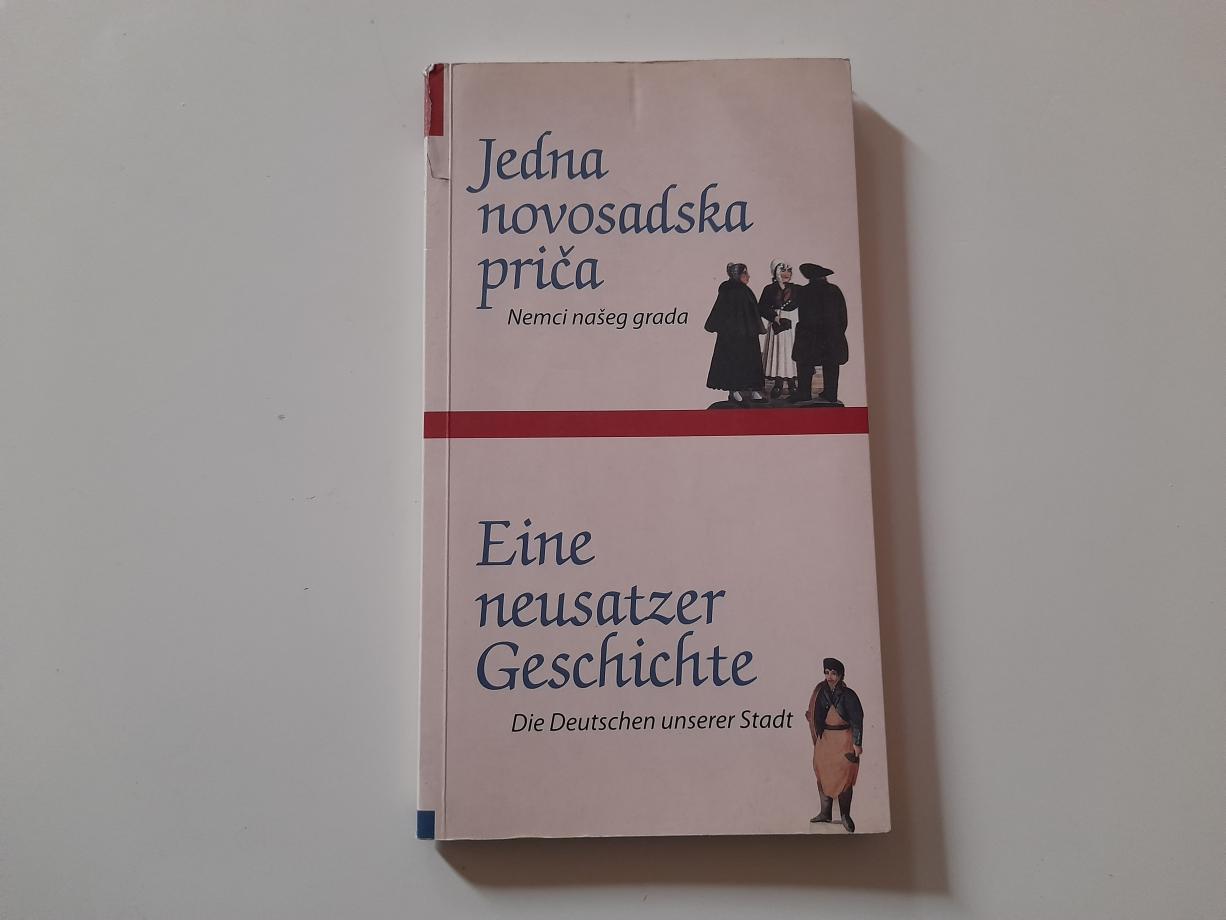 Jedna
novosadska
priča
Nemci našeg grada
Eine
neusatzer
Geschichte
Die Deutschen unserer Stadt